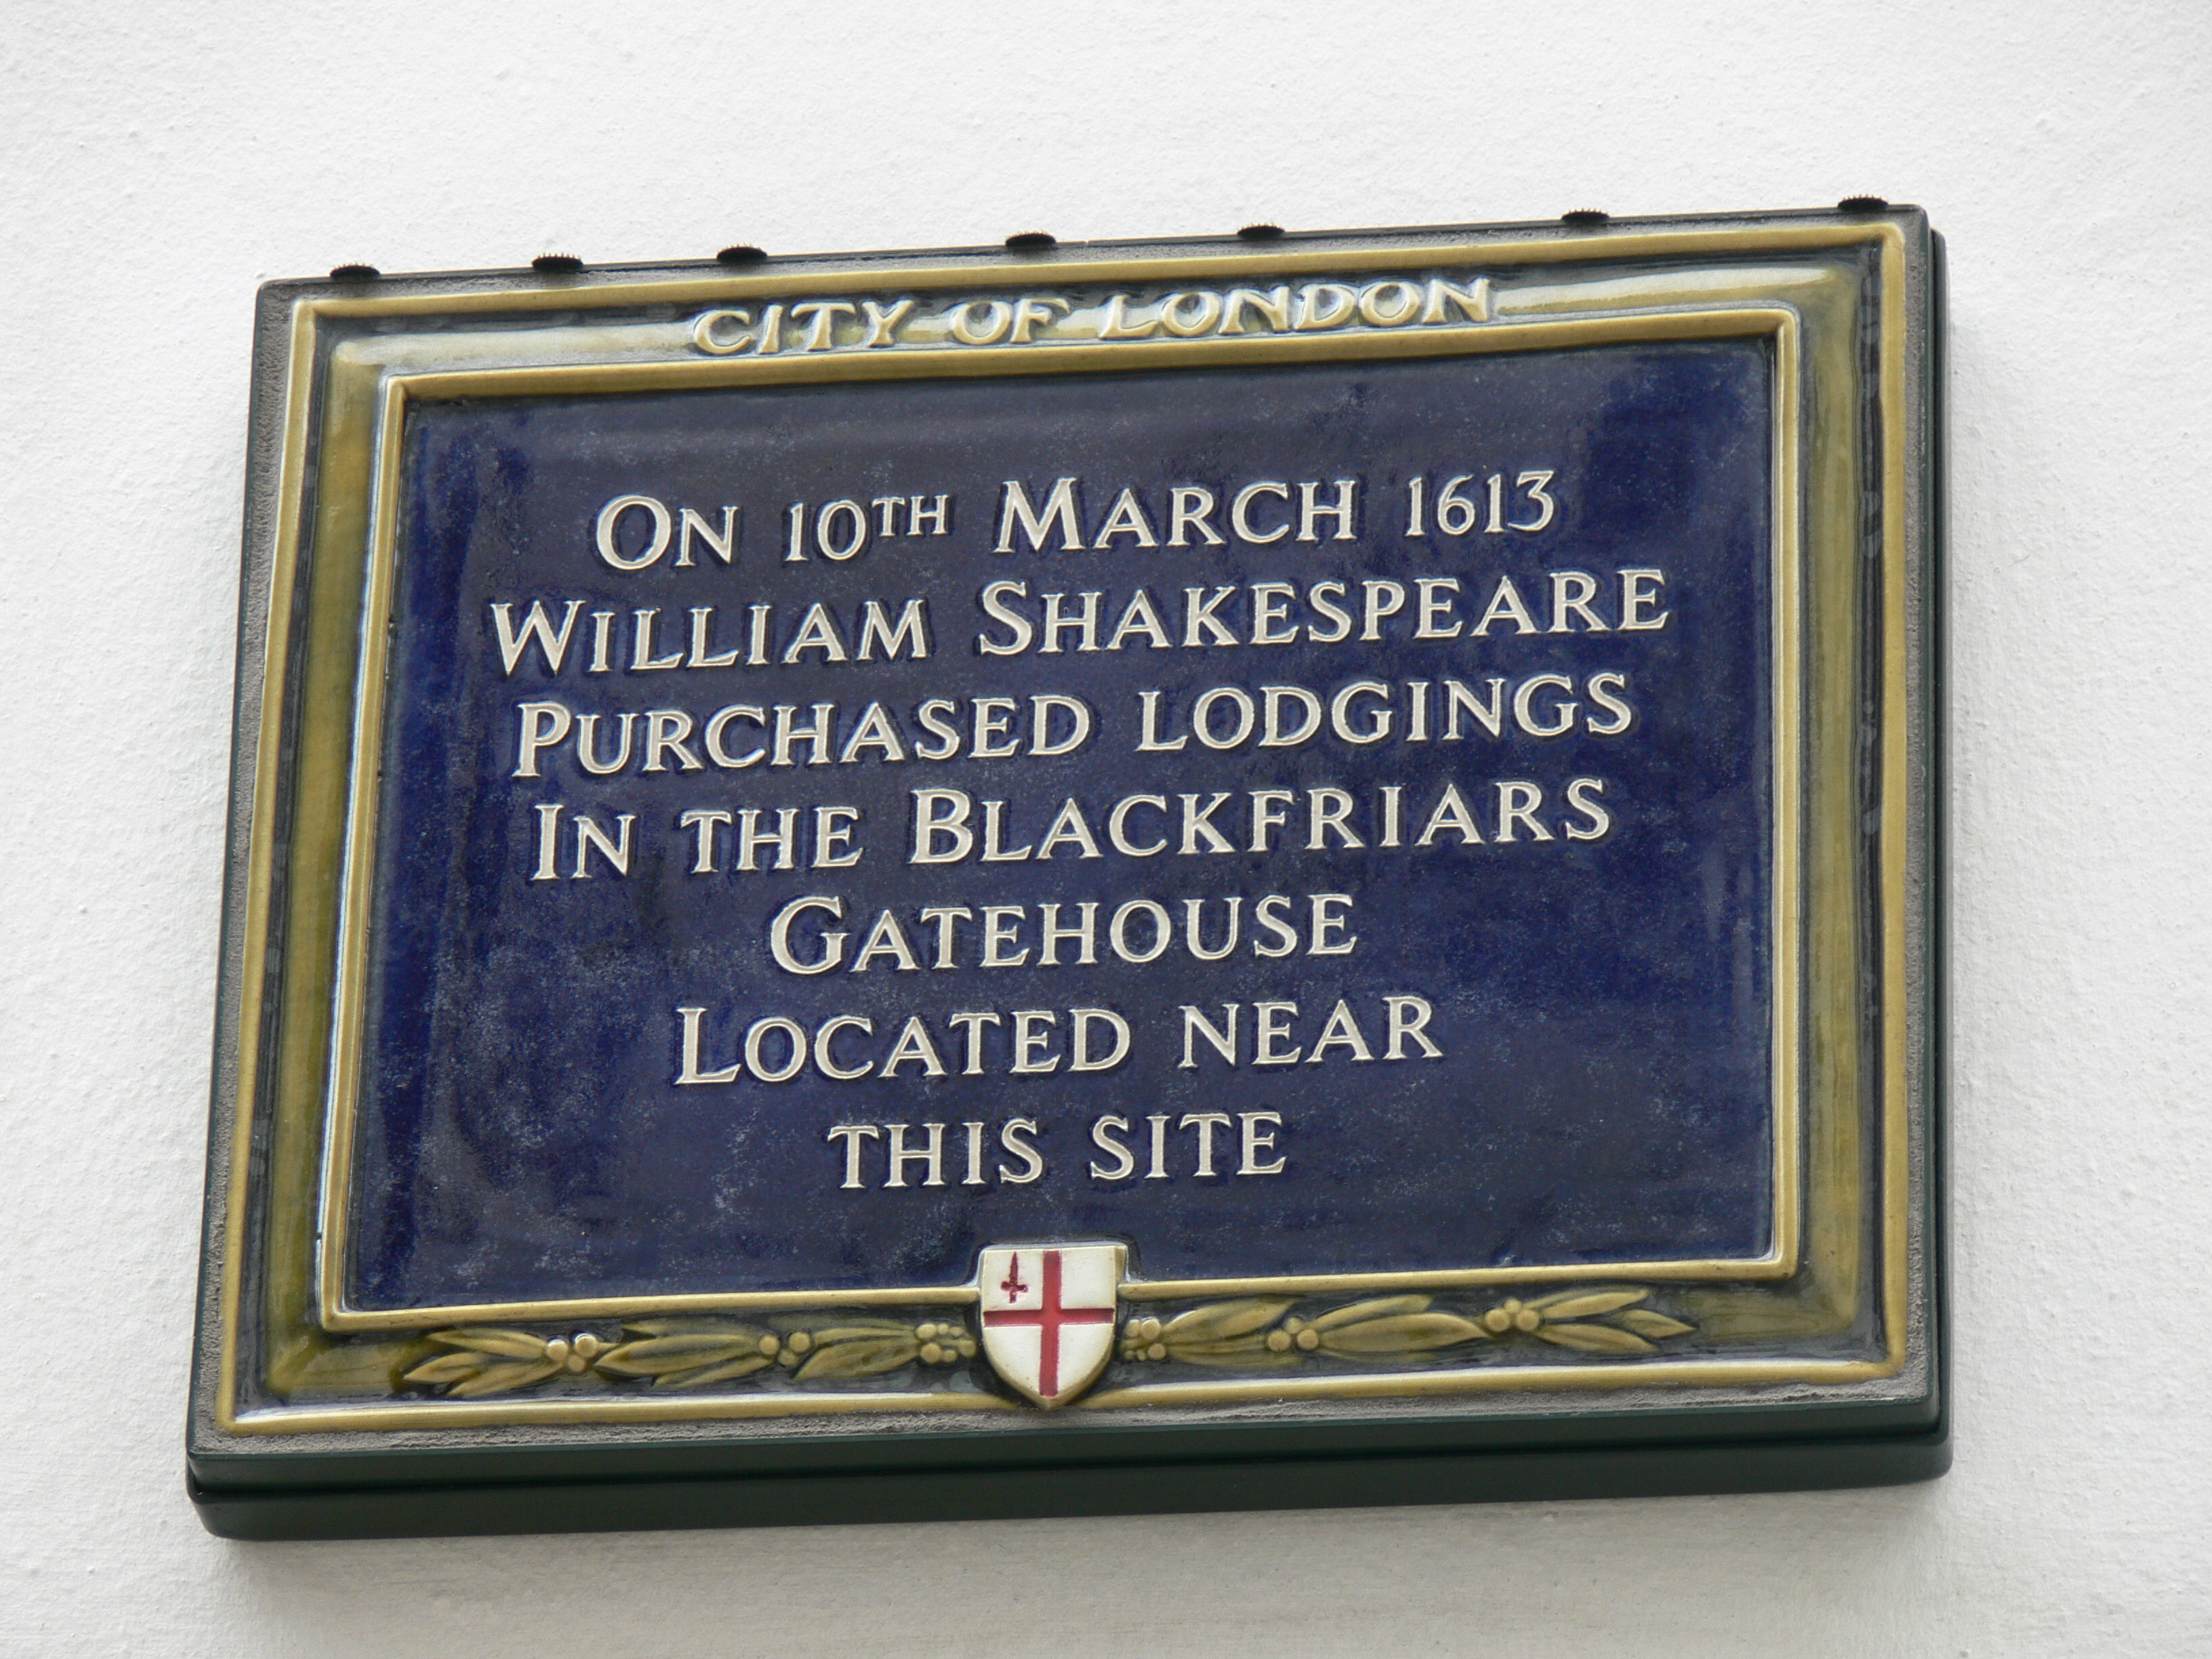 CITY OF LONDON
ON 10TH MARCH 1613
WILLIAM SHAKESPEARE
PURCHASED LODGINGS
IN THE BLACKFRIARS
GATEHOUSE
LOCATED NEAR
THIS SITE